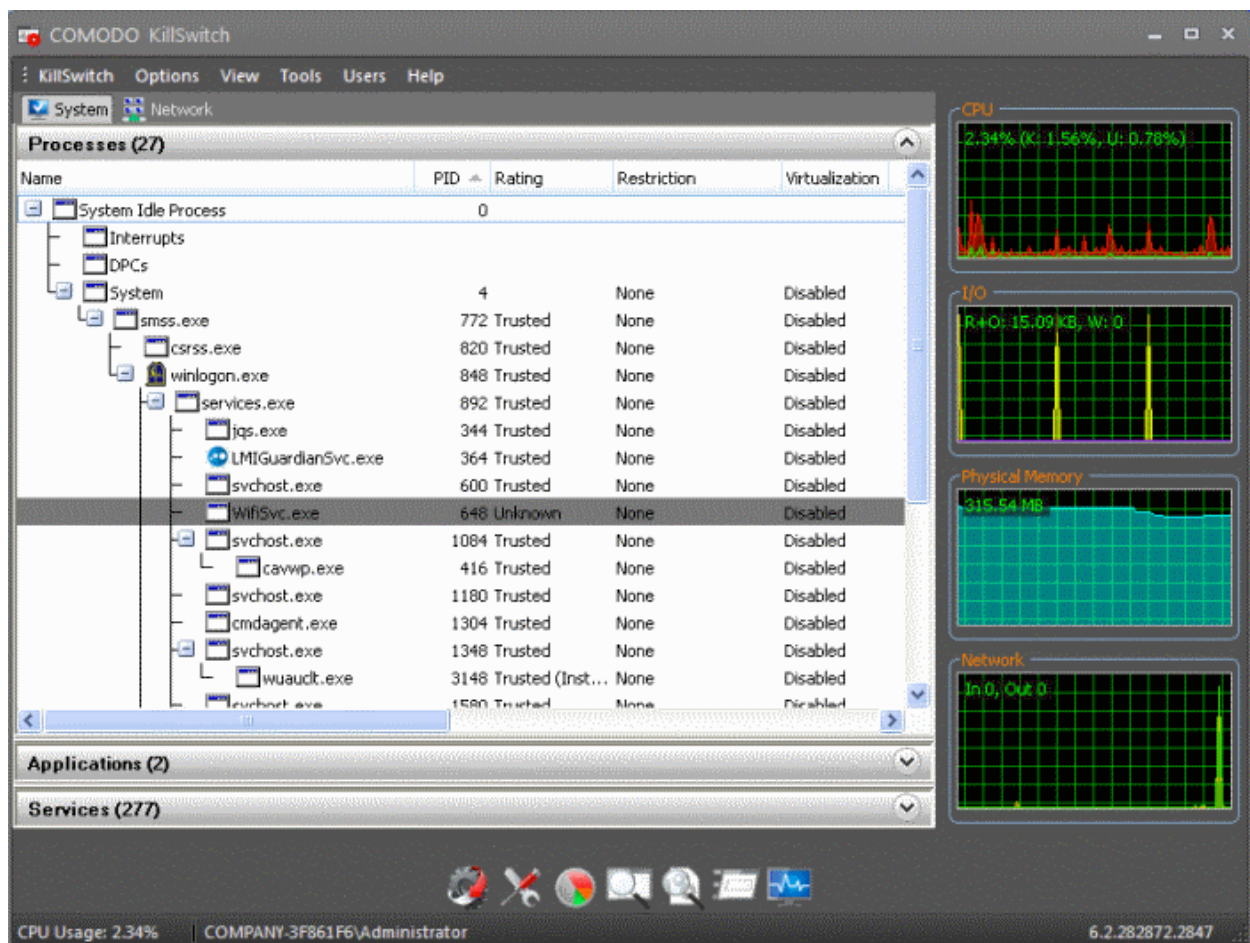 COMODO KillSwitch
KillSwitch Options View Tools Users Help
System Network
Processes (27)
Name PID Rating Restriction Virtualization
System Idle Process 0
Interrupts
DPCs
System 4 None Disabled
smss.exe 772 Trusted None Disabled
csrss.exe 820 Trusted None Disabled
winlogon.exe 848 Trusted None Disabled
services.exe 892 Trusted None Disabled
jqs.exe 344 Trusted None Disabled
LMIGuardianSvc.exe 364 Trusted None Disabled
svchost.exe 600 Trusted None Disabled
WifiSvc.exe 648 Unknown None Disabled
svchost.exe 1084 Trusted None Disabled
cavwp.exe 416 Trusted None Disabled
svchost.exe 1180 Trusted None Disabled
cmdagent.exe 1304 Trusted None Disabled
svchost.exe 1348 Trusted None Disabled
wuauclt.exe 3148 Trusted (Inst... None Disabled
svchost.exe 1580 Trusted None Disabled
Applications (2)
Services (277)
CPU
2.34% (K: 1.56%, U: 0.78%)
I/O
R+O: 15.09 KB, W: 0
Physical Memory
315.54 MB
Network
In 0, Out 0
CPU Usage: 2.34% COMPANY-3F861F6\Administrator 6.2.282872.2847